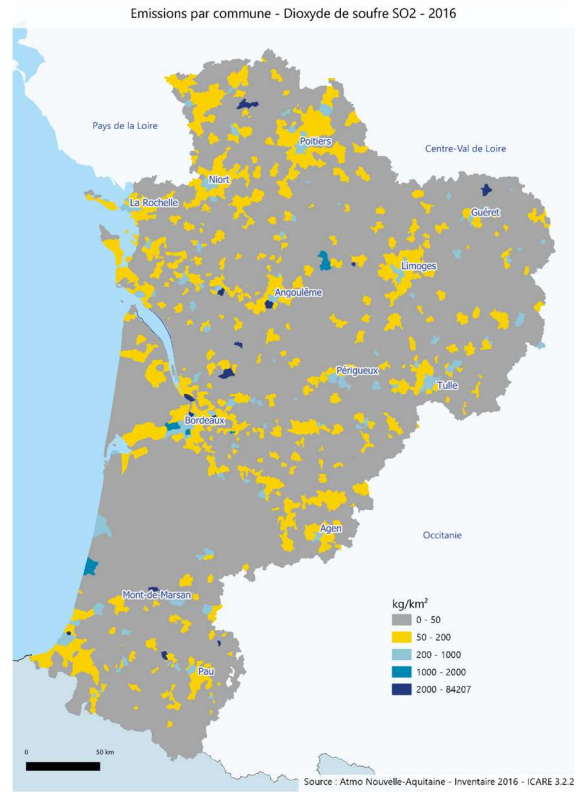 Emissions par commune - Dioxyde de soufre SO2 - 2016
Pays de la Loire
Poitiers
Centre-Val de Loire
Niort
La Rochelle
Guéret
Limoges
Angoulême
Périgueux
Tulle
Bordeaux
Agen
Occitanie
Mont-de-Marsan
Pau
kg/km²
0 - 50
50 - 200
200 - 1000
1000 - 2000
2000 - 84207
0 50 km
Source : Atmo Nouvelle-Aquitaine - Inventaire 2016 - ICARE 3.2.2